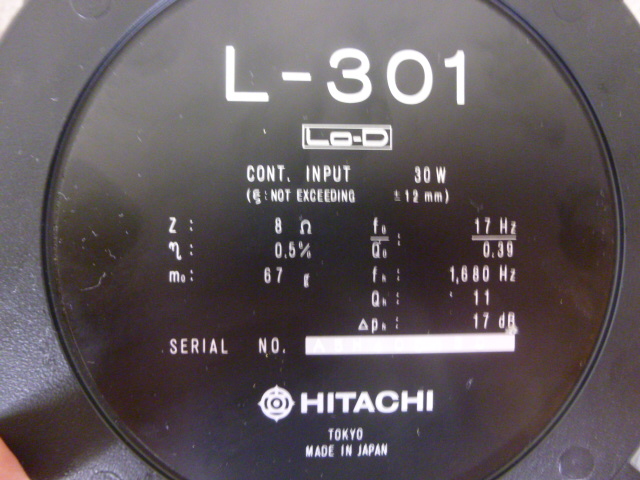 L-301
Lo-D
CONT. INPUT 30 W
(ξ: NOT EXCEEDING ±12 mm)
Z: 8 Ω
η: 0.5%
m₀: 67 g
f₀ : 17 Hz
Q₀ 0.39
fₕ: 1,680 Hz
Qₕ: 11
△pₕ: 17 dB
SERIAL NO.
HITACHI
TOKYO
MADE IN JAPAN